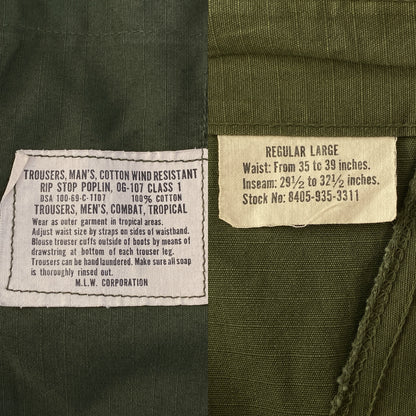 TROUSERS, MAN'S, COTTON WIND RESISTANT
RIP STOP POPLIN, OG-107 CLASS 1
DSA 100-69-C-1107 100% COTTON
TROUSERS, MEN'S, COMBAT, TROPICAL
Wear as outer garment in tropical areas.
Adjust waist size by straps on sides of waistband.
Blouse trouser cuffs outside of boots by means of
drawstring at bottom of each trouser leg.
Trousers can be hand laundered. Make sure all soap
is thoroughly rinsed out.
M.L.W. CORPORATION
REGULAR LARGE
Waist: From 35 to 39 inches.
Inseam: 29½ to 32½ inches.
Stock No: 8405-935-3311